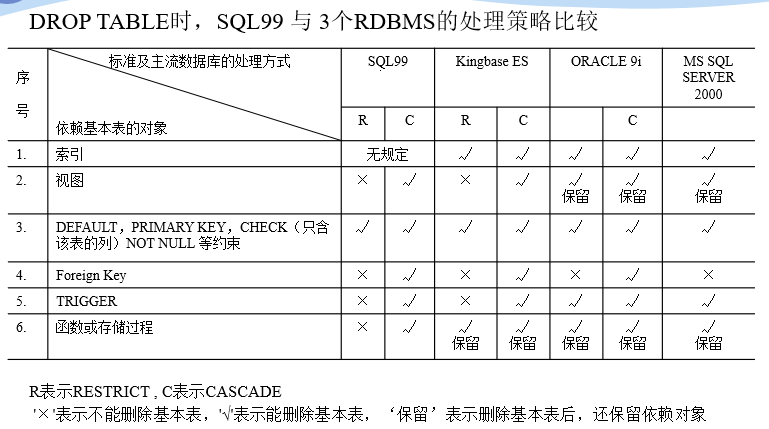 DROP TABLE时，SQL99 与 3个RDBMS的处理策略比较
序号 标准及主流数据库的处理方式 依赖基本表的对象 SQL99 Kingbase ES ORACLE 9i MS SQL SERVER 2000
R C R C C
1. 索引 无规定 √ √ √ √ √
2. 视图 × √ × √ √保留 √保留 √保留
3. DEFAULT，PRIMARY KEY，CHECK（只含该表的列）NOT NULL 等约束 √ √ √ √ √ √ √
4. Foreign Key × √ × √ × √ ×
5. TRIGGER × √ × √ √ √ √
6. 函数或存储过程 × √ √保留 √保留 √保留 √保留 √保留
R表示RESTRICT , C表示CASCADE
'×'表示不能删除基本表，'√'表示能删除基本表，‘保留’表示删除基本表后，还保留依赖对象